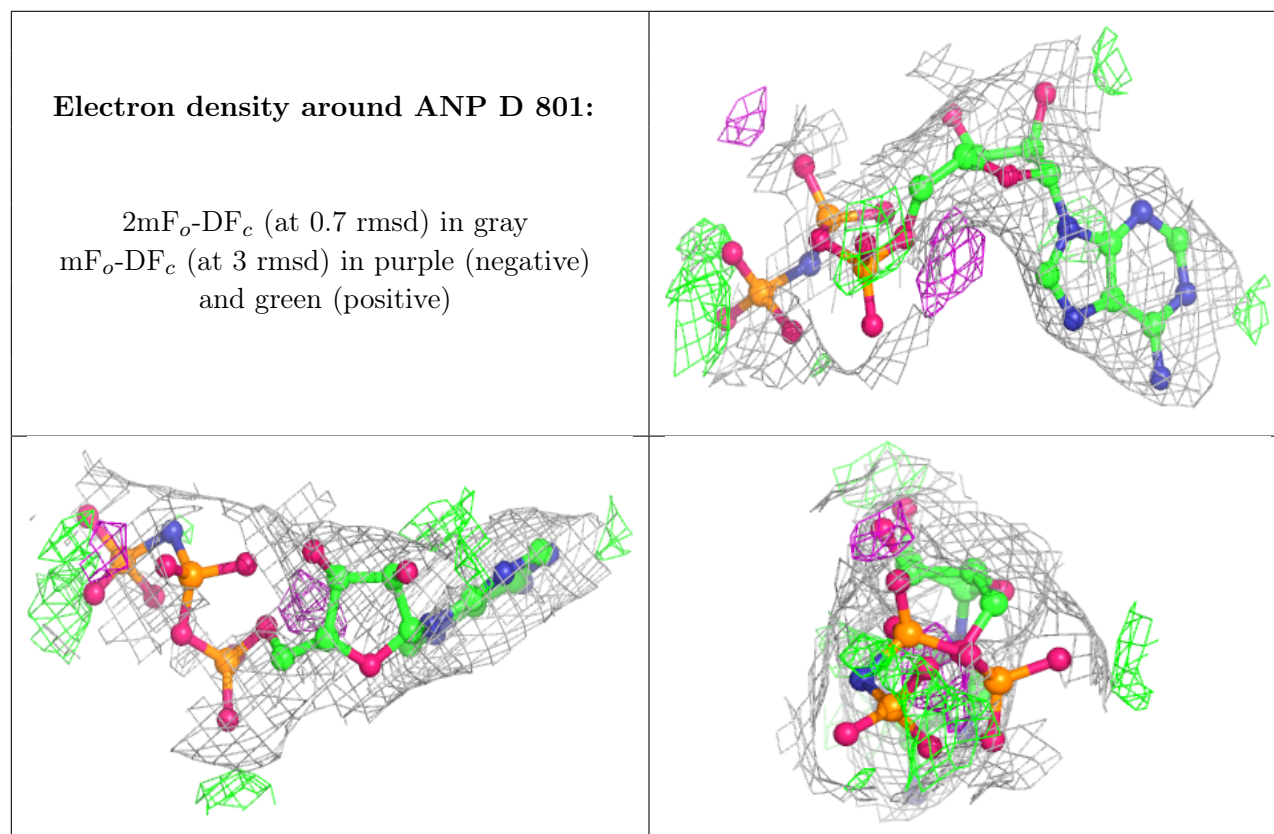 Electron density around ANP D 801:
2mFo-DFc (at 0.7 rmsd) in gray
mFo-DFc (at 3 rmsd) in purple (negative)
and green (positive)